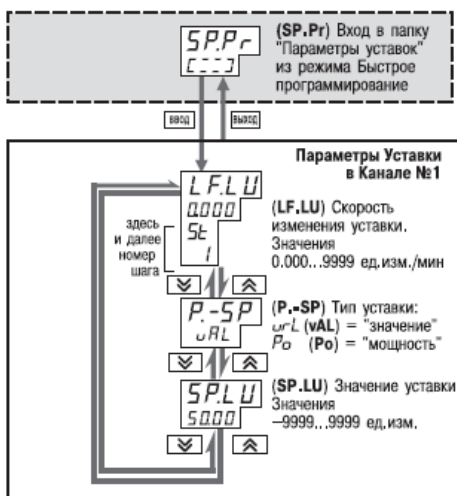 SP.Pr
[---]
(SP.Pr) Вход в папку
"Параметры уставок"
из режима Быстрое
программирование
ввод
выход
Параметры Уставки
в Канале №1
LF.LU
0.000
St
1
здесь
и далее
номер
шага
(LF.LU) Скорость
изменения уставки.
Значения
0.000...9999 ед.изм./мин
P.-SP
vAL
(P.-SP) Тип уставки:
vrL (vAL) = "значение"
Po (Po) = "мощность"
SP.LU
50.00
(SP.LU) Значение уставки
Значения
–9999...9999 ед.изм.